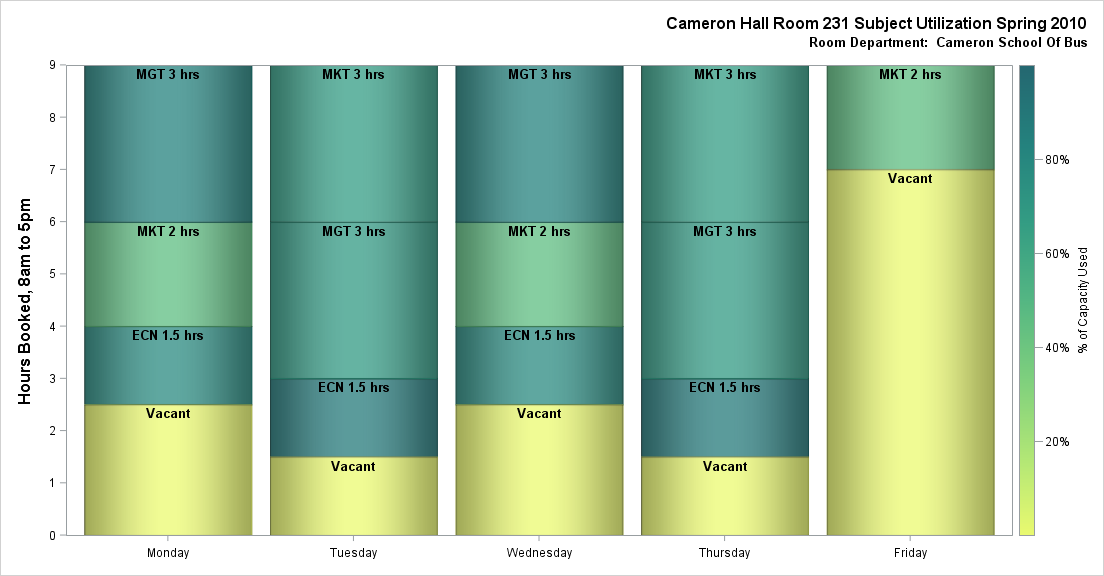 Cameron Hall Room 231 Subject Utilization Spring 2010
Room Department:  Cameron School Of Bus
Hours Booked, 8am to 5pm
9
8
7
6
5
4
3
2
1
0
MGT 3 hrs
MKT 2 hrs
ECN 1.5 hrs
Vacant
Monday
MKT 3 hrs
MGT 3 hrs
ECN 1.5 hrs
Vacant
Tuesday
MGT 3 hrs
MKT 2 hrs
ECN 1.5 hrs
Vacant
Wednesday
MKT 3 hrs
MGT 3 hrs
ECN 1.5 hrs
Vacant
Thursday
MKT 2 hrs
Vacant
Friday
80%
60%
40%
20%
% of Capacity Used